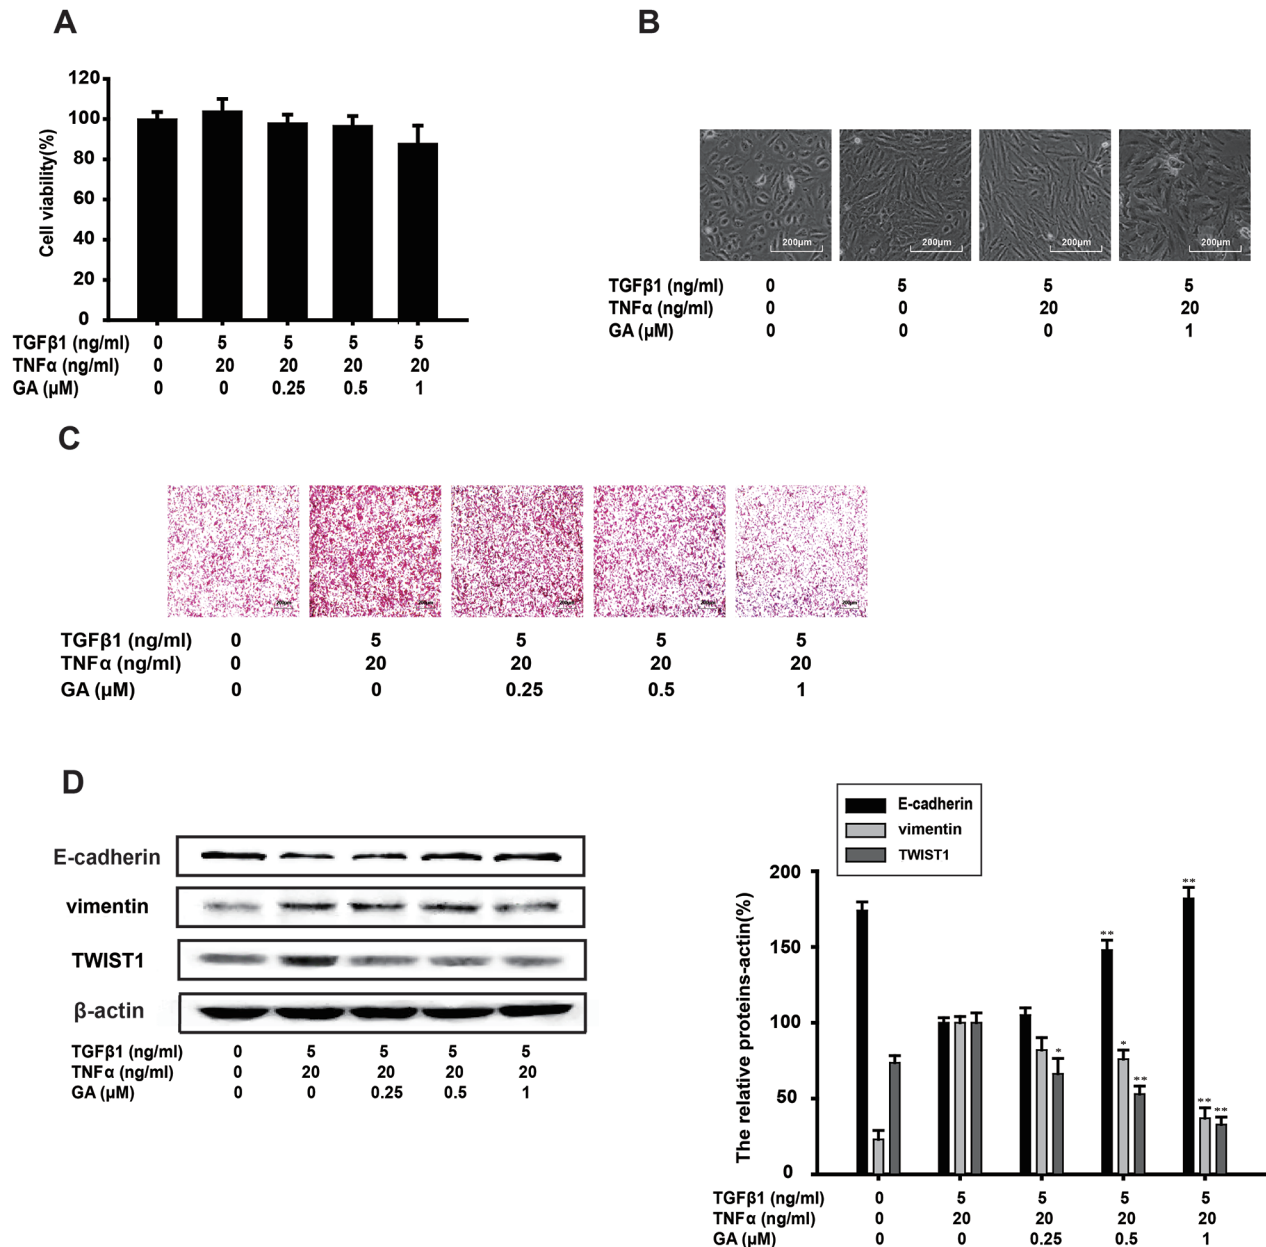 A
120
100
80
60
40
20
0
Cell viability(%)
TGFβ1 (ng/ml) 0 5 5 5 5
TNFα (ng/ml) 0 20 20 20 20
GA (μM) 0 0 0.25 0.5 1
B
200μm 200μm 200μm 200μm
TGFβ1 (ng/ml) 0 5 5 5
TNFα (ng/ml) 0 0 20 20
GA (μM) 0 0 0 1
C
TGFβ1 (ng/ml) 0 5 5 5 5
TNFα (ng/ml) 0 20 20 20 20
GA (μM) 0 0 0.25 0.5 1
D
E-cadherin
vimentin
TWIST1
β-actin
TGFβ1 (ng/ml) 0 5 5 5 5
TNFα (ng/ml) 0 20 20 20 20
GA (μM) 0 0 0.25 0.5 1
E-cadherin
vimentin
TWIST1
200
150
100
50
0
The relative proteins-actin(%)
* ** * ** ** ** **
TGFβ1 (ng/ml) 0 5 5 5 5
TNFα (ng/ml) 0 20 20 20 20
GA (μM) 0 0 0.25 0.5 1